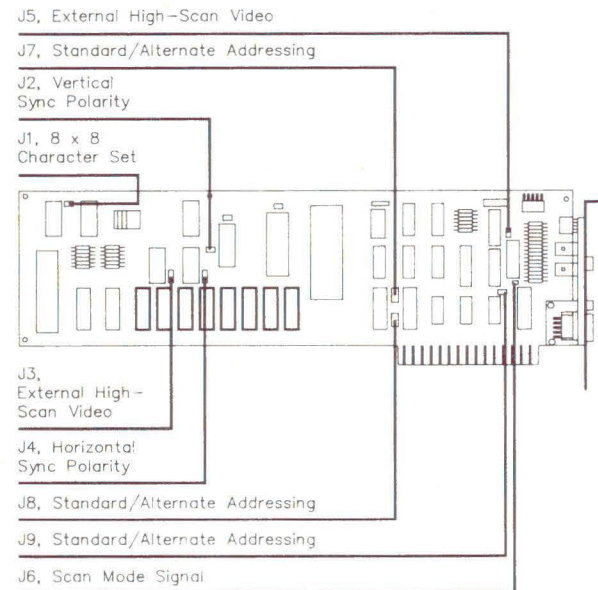 J5, External High-Scan Video
J7, Standard/Alternate Addressing
J2, Vertical
Sync Polarity
J1, 8 x 8
Character Set
J3,
External High-
Scan Video
J4, Horizontal
Sync Polarity
J8, Standard/Alternate Addressing
J9, Standard/Alternate Addressing
J6, Scan Mode Signal